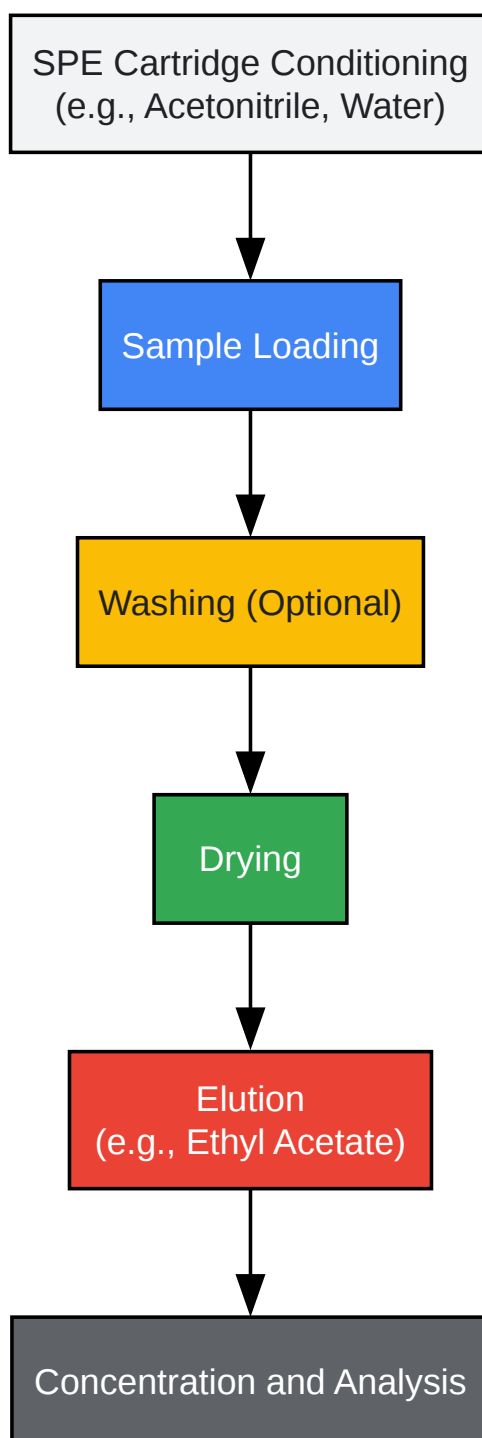 SPE Cartridge Conditioning
(e.g., Acetonitrile, Water)
Sample Loading
Washing (Optional)
Drying
Elution
(e.g., Ethyl Acetate)
Concentration and Analysis